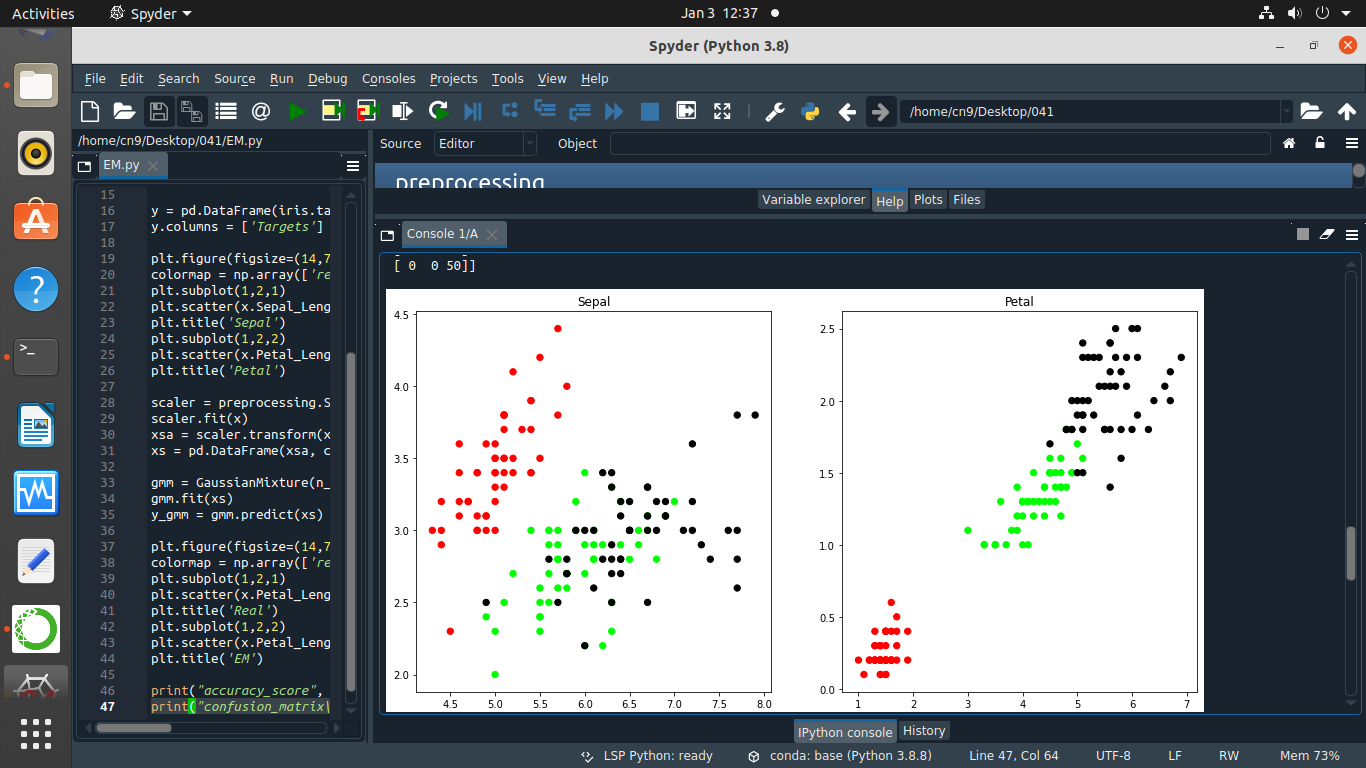 Activities Spyder Jan 3 12:37
Spyder (Python 3.8)
File Edit Search Source Run Debug Consoles Projects Tools View Help
/home/cn9/Desktop/041
/home/cn9/Desktop/041/EM.py
EM.py
15
16 y = pd.DataFrame(iris.ta
17 y.columns = ['Targets']
18
19 plt.figure(figsize=(14,7
20 colormap = np.array(['re
21 plt.subplot(1,2,1)
22 plt.scatter(x.Sepal_Leng
23 plt.title('Sepal')
24 plt.subplot(1,2,2)
25 plt.scatter(x.Petal_Leng
26 plt.title('Petal')
27
28 scaler = preprocessing.S
29 scaler.fit(x)
30 xsa = scaler.transform(x
31 xs = pd.DataFrame(xsa, c
32
33 gmm = GaussianMixture(n_
34 gmm.fit(xs)
35 y_gmm = gmm.predict(xs)
36
37 plt.figure(figsize=(14,7
38 colormap = np.array(['re
39 plt.subplot(1,2,1)
40 plt.scatter(x.Petal_Leng
41 plt.title('Real')
42 plt.subplot(1,2,2)
43 plt.scatter(x.Petal_Leng
44 plt.title('EM')
45
46 print("accuracy_score",
47 print("confusion_matrix\
Source Editor Object
preprocessing
Variable explorer Help Plots Files
Console 1/A
[ 0 0 50]]
Sepal
4.5
4.0
3.5
3.0
2.5
2.0
4.5 5.0 5.5 6.0 6.5 7.0 7.5 8.0
Petal
2.5
2.0
1.5
1.0
0.5
0.0
1 2 3 4 5 6 7
IPython console History
LSP Python: ready conda: base (Python 3.8.8) Line 47, Col 64 UTF-8 LF RW Mem 73%